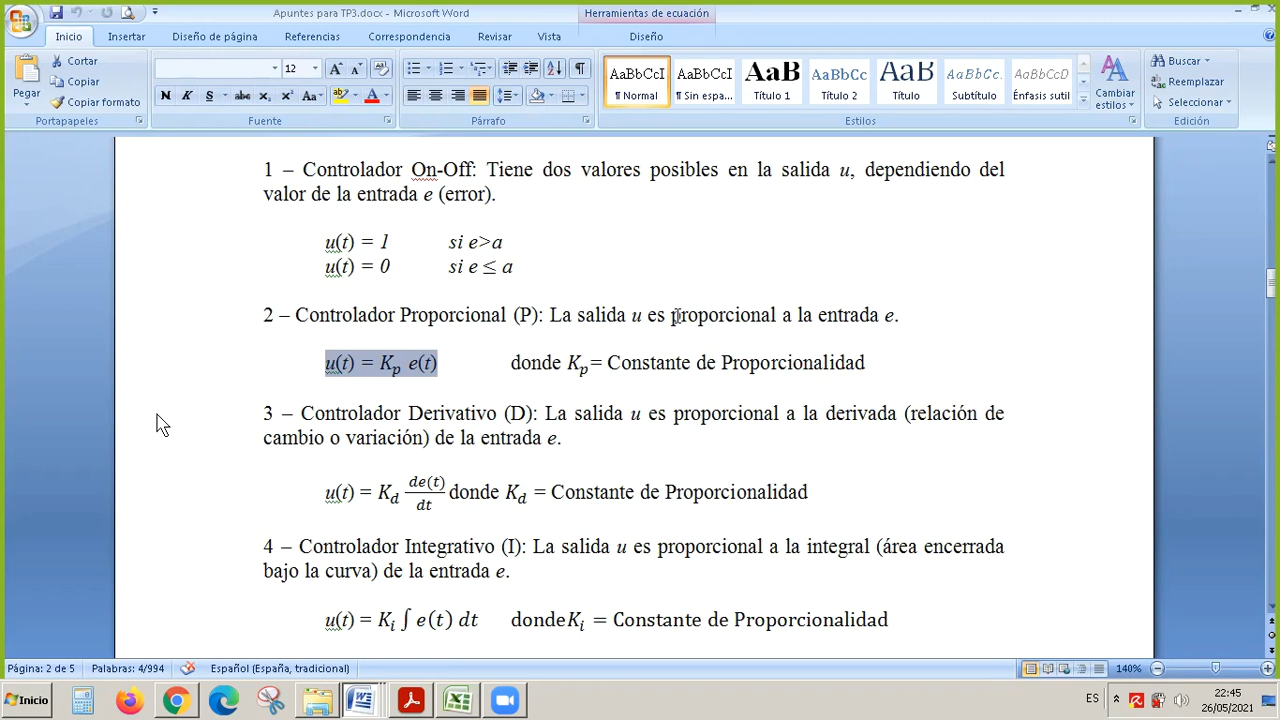 Apuntes para TP3.docx - Microsoft Word
Herramientas de ecuación
Inicio Insertar Diseño de página Referencias Correspondencia Revisar Vista Diseño
Pegar
Cortar
Copiar
Copiar formato
Portapapeles
12
N K S abc x₂ x² Aa
Fuente
Párrafo
AaBbCcI AaBbCcI AaB AaBbCc AaB AaBbCc. AaBbCcD
¶ Normal ¶ Sin espa... Título 1 Título 2 Título Subtítulo Énfasis sutil
Cambiar estilos
Estilos
Buscar
Reemplazar
Seleccionar
Edición
1 – Controlador On-Off: Tiene dos valores posibles en la salida u, dependiendo del
valor de la entrada e (error).
u(t) = 1 si e>a
u(t) = 0 si e ≤ a
2 – Controlador Proporcional (P): La salida u es proporcional a la entrada e.
u(t) = Kp e(t) donde Kp= Constante de Proporcionalidad
3 – Controlador Derivativo (D): La salida u es proporcional a la derivada (relación de
cambio o variación) de la entrada e.
u(t) = Kd de(t)/dt donde Kd = Constante de Proporcionalidad
4 – Controlador Integrativo (I): La salida u es proporcional a la integral (área encerrada
bajo la curva) de la entrada e.
u(t) = Ki ∫ e(t) dt dondeKi = Constante de Proporcionalidad
Página: 2 de 5 Palabras: 4/994 Español (España, tradicional) 140%
Inicio ES 22:45
26/05/2021